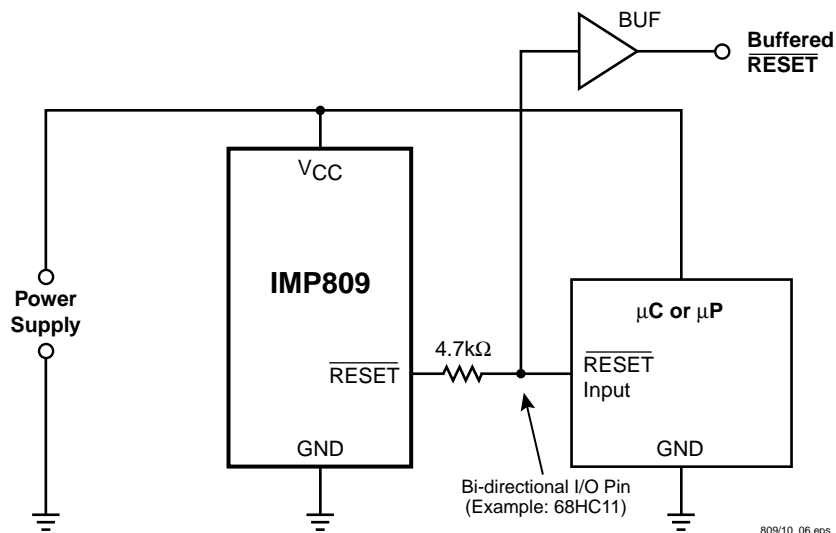 BUF
Buffered
RESET
VCC
IMP809
Power
Supply
µC or µP
4.7kΩ
RESET
RESET
Input
GND
GND
Bi-directional I/O Pin
(Example: 68HC11)
809/10_06.eps